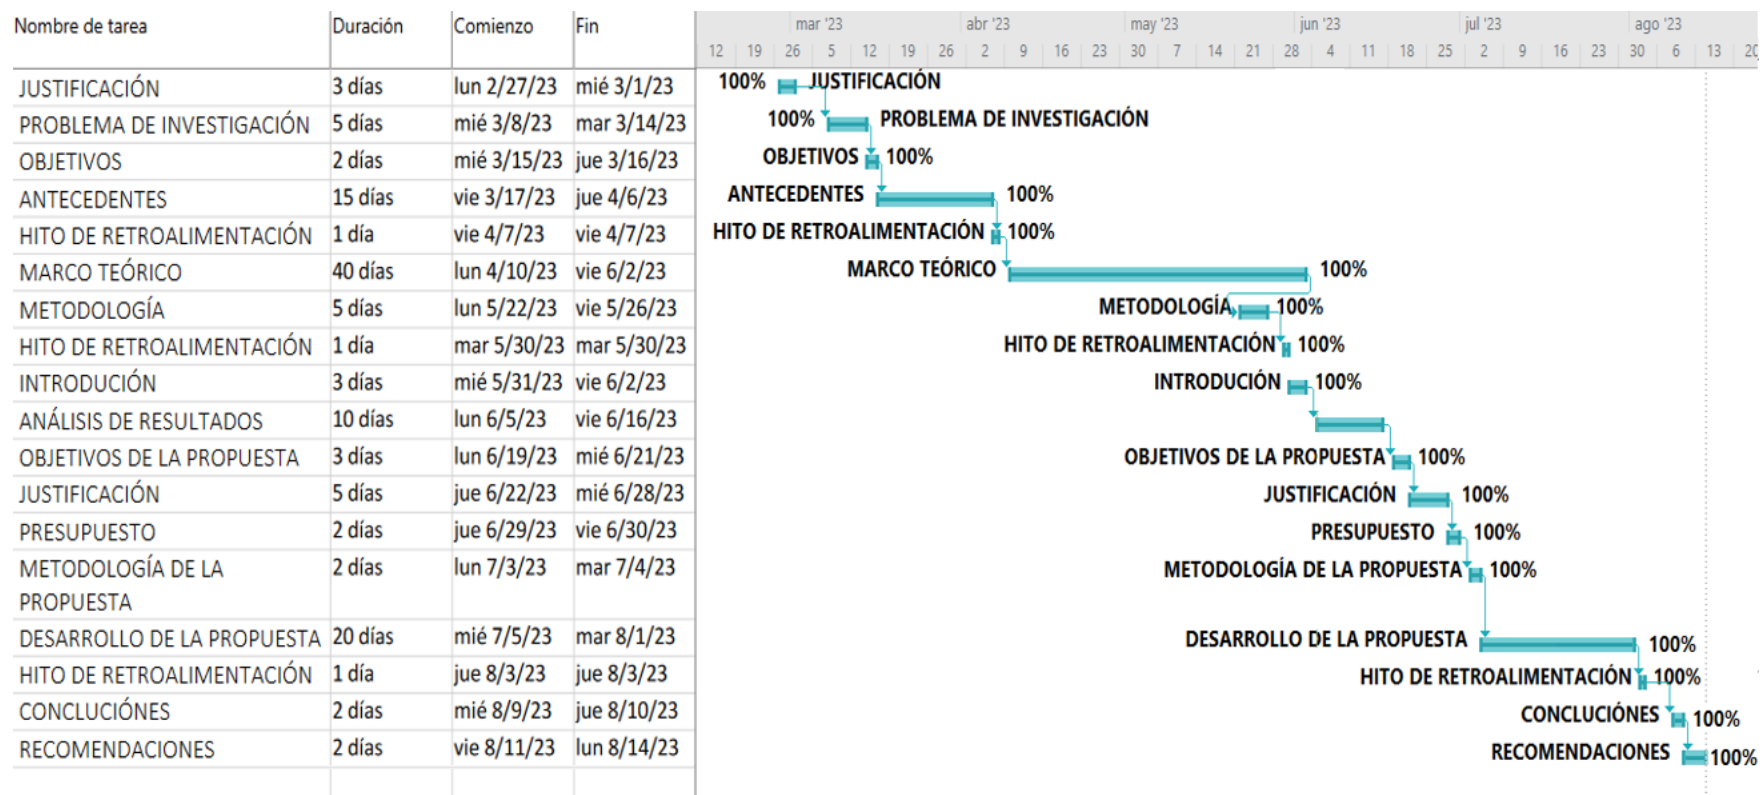 Nombre de tarea Duración Comienzo Fin
mar '23 abr '23 may '23 jun '23 jul '23 ago '23
12 19 26 5 12 19 26 2 9 16 23 30 7 14 21 28 4 11 18 25 2 9 16 23 30 6 13 20
JUSTIFICACIÓN 3 días lun 2/27/23 mié 3/1/23 100% JUSTIFICACIÓN
PROBLEMA DE INVESTIGACIÓN 5 días mié 3/8/23 mar 3/14/23 100% PROBLEMA DE INVESTIGACIÓN
OBJETIVOS 2 días mié 3/15/23 jue 3/16/23 OBJETIVOS 100%
ANTECEDENTES 15 días vie 3/17/23 jue 4/6/23 ANTECEDENTES 100%
HITO DE RETROALIMENTACIÓN 1 día vie 4/7/23 vie 4/7/23 HITO DE RETROALIMENTACIÓN 100%
MARCO TEÓRICO 40 días lun 4/10/23 vie 6/2/23 MARCO TEÓRICO 100%
METODOLOGÍA 5 días lun 5/22/23 vie 5/26/23 METODOLOGÍA 100%
HITO DE RETROALIMENTACIÓN 1 día mar 5/30/23 mar 5/30/23 HITO DE RETROALIMENTACIÓN 100%
INTRODUCIÓN 3 días mié 5/31/23 vie 6/2/23 INTRODUCIÓN 100%
ANÁLISIS DE RESULTADOS 10 días lun 6/5/23 vie 6/16/23
OBJETIVOS DE LA PROPUESTA 3 días lun 6/19/23 mié 6/21/23 OBJETIVOS DE LA PROPUESTA 100%
JUSTIFICACIÓN 5 días jue 6/22/23 mié 6/28/23 JUSTIFICACIÓN 100%
PRESUPUESTO 2 días jue 6/29/23 vie 6/30/23 PRESUPUESTO 100%
METODOLOGÍA DE LA 2 días lun 7/3/23 mar 7/4/23 METODOLOGÍA DE LA PROPUESTA 100%
PROPUESTA
DESARROLLO DE LA PROPUESTA 20 días mié 7/5/23 mar 8/1/23 DESARROLLO DE LA PROPUESTA 100%
HITO DE RETROALIMENTACIÓN 1 día jue 8/3/23 jue 8/3/23 HITO DE RETROALIMENTACIÓN 100%
CONCLUCIÓNES 2 días mié 8/9/23 jue 8/10/23 CONCLUCIÓNES 100%
RECOMENDACIONES 2 días vie 8/11/23 lun 8/14/23 RECOMENDACIONES 100%